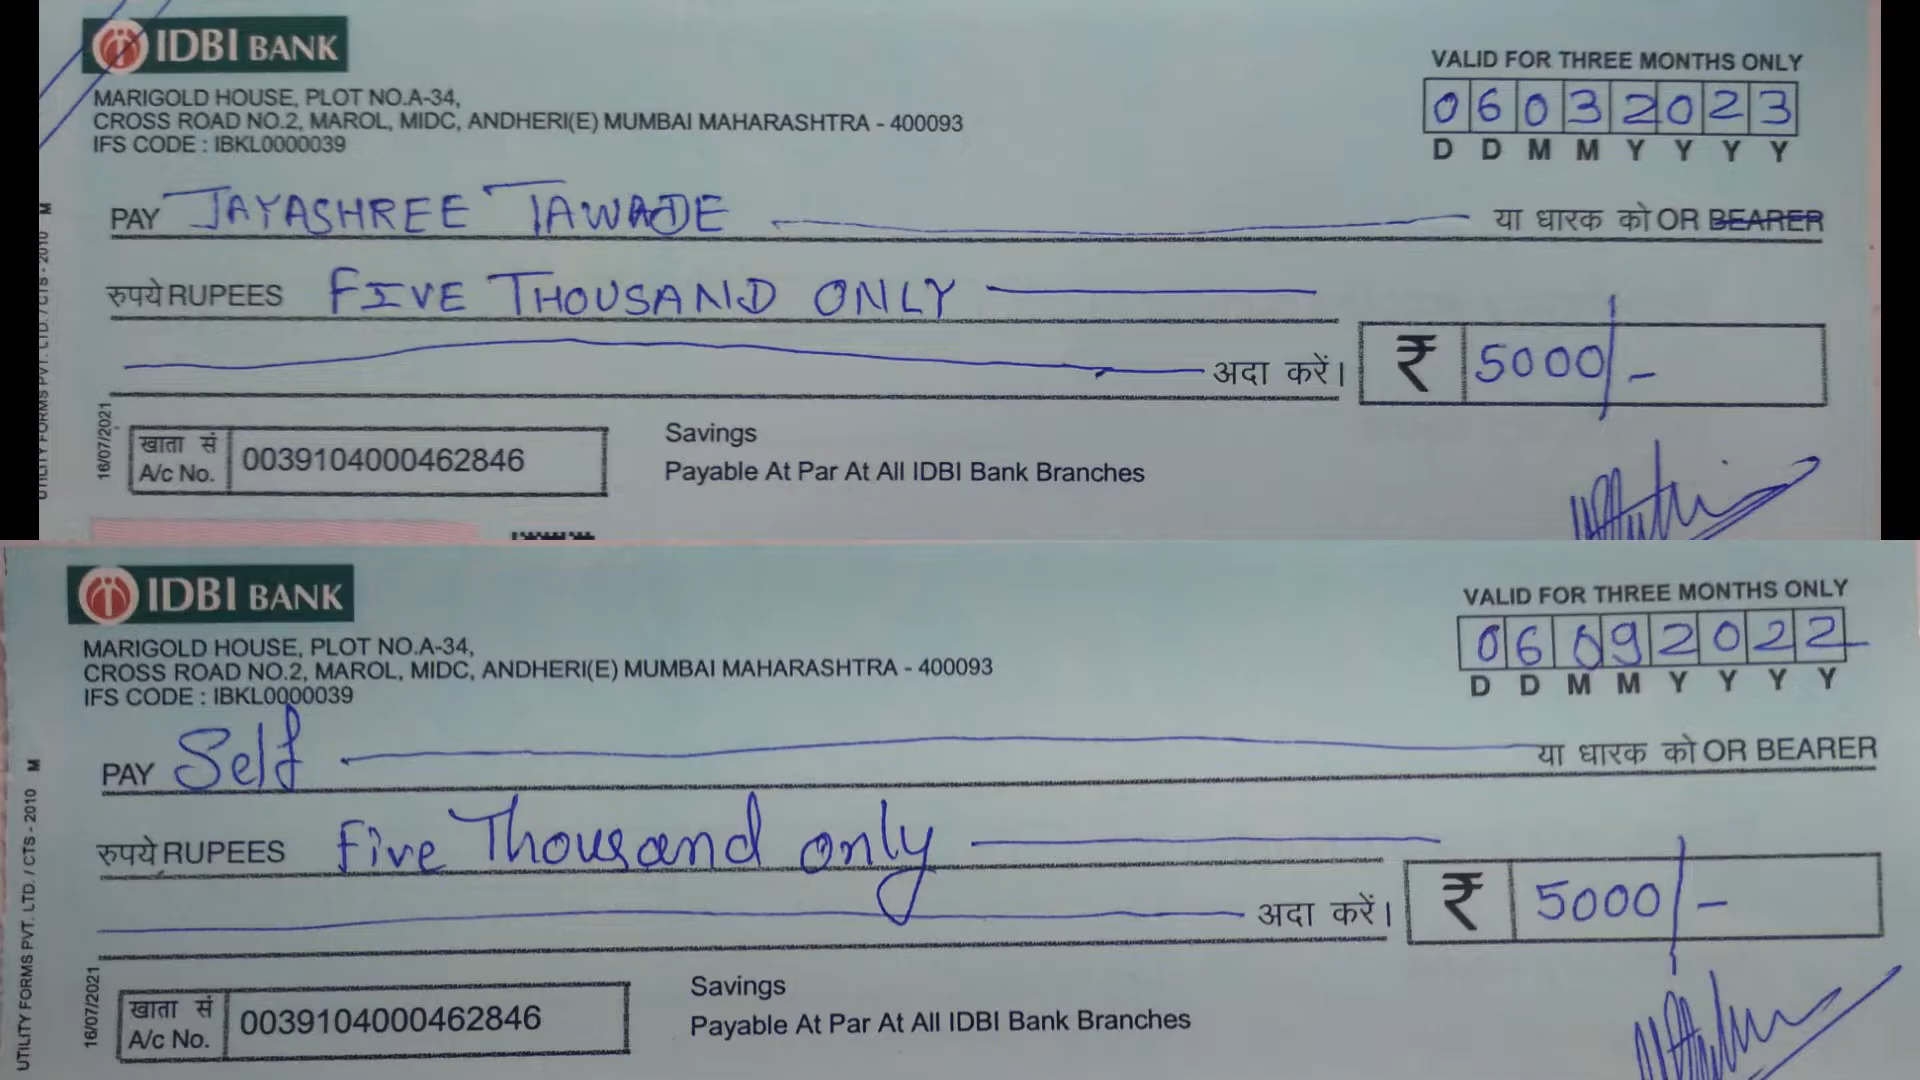 IDBI BANK
MARIGOLD HOUSE, PLOT NO.A-34,
CROSS ROAD NO.2, MAROL, MIDC, ANDHERI(E) MUMBAI MAHARASHTRA - 400093
IFS CODE : IBKL0000039
VALID FOR THREE MONTHS ONLY
06032023
D D M M Y Y Y Y
PAY JAYASHREE TAWADE या धारक को OR BEARER
रुपये RUPEES FIVE THOUSAND ONLY
अदा करें। ₹ 5000/-
खाता सं
A/c No. 0039104000462846
Savings
Payable At Par At All IDBI Bank Branches
16/07/2021
UTILITY FORMS PVT. LTD. / CTS - 2010 M
IDBI BANK
MARIGOLD HOUSE, PLOT NO.A-34,
CROSS ROAD NO.2, MAROL, MIDC, ANDHERI(E) MUMBAI MAHARASHTRA - 400093
IFS CODE : IBKL0000039
VALID FOR THREE MONTHS ONLY
06092022
D D M M Y Y Y Y
PAY Self या धारक को OR BEARER
रुपये RUPEES Five Thousand only
अदा करें। ₹ 5000/-
खाता सं
A/c No. 0039104000462846
Savings
Payable At Par At All IDBI Bank Branches
16/07/2021
UTILITY FORMS PVT. LTD. / CTS - 2010 M